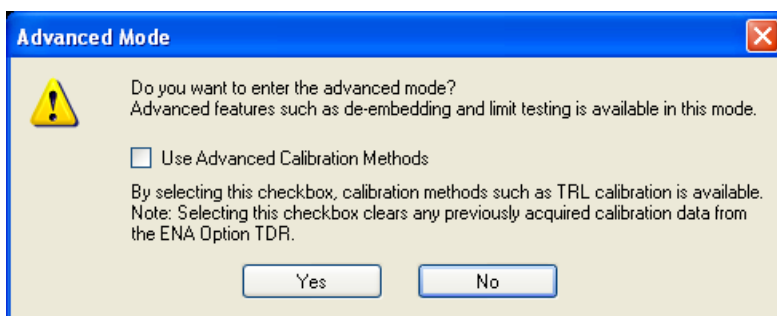 Advanced Mode
Do you want to enter the advanced mode?
Advanced features such as de-embedding and limit testing is available in this mode.
Use Advanced Calibration Methods
By selecting this checkbox, calibration methods such as TRL calibration is available.
Note: Selecting this checkbox clears any previously acquired calibration data from
the ENA Option TDR.
Yes
No